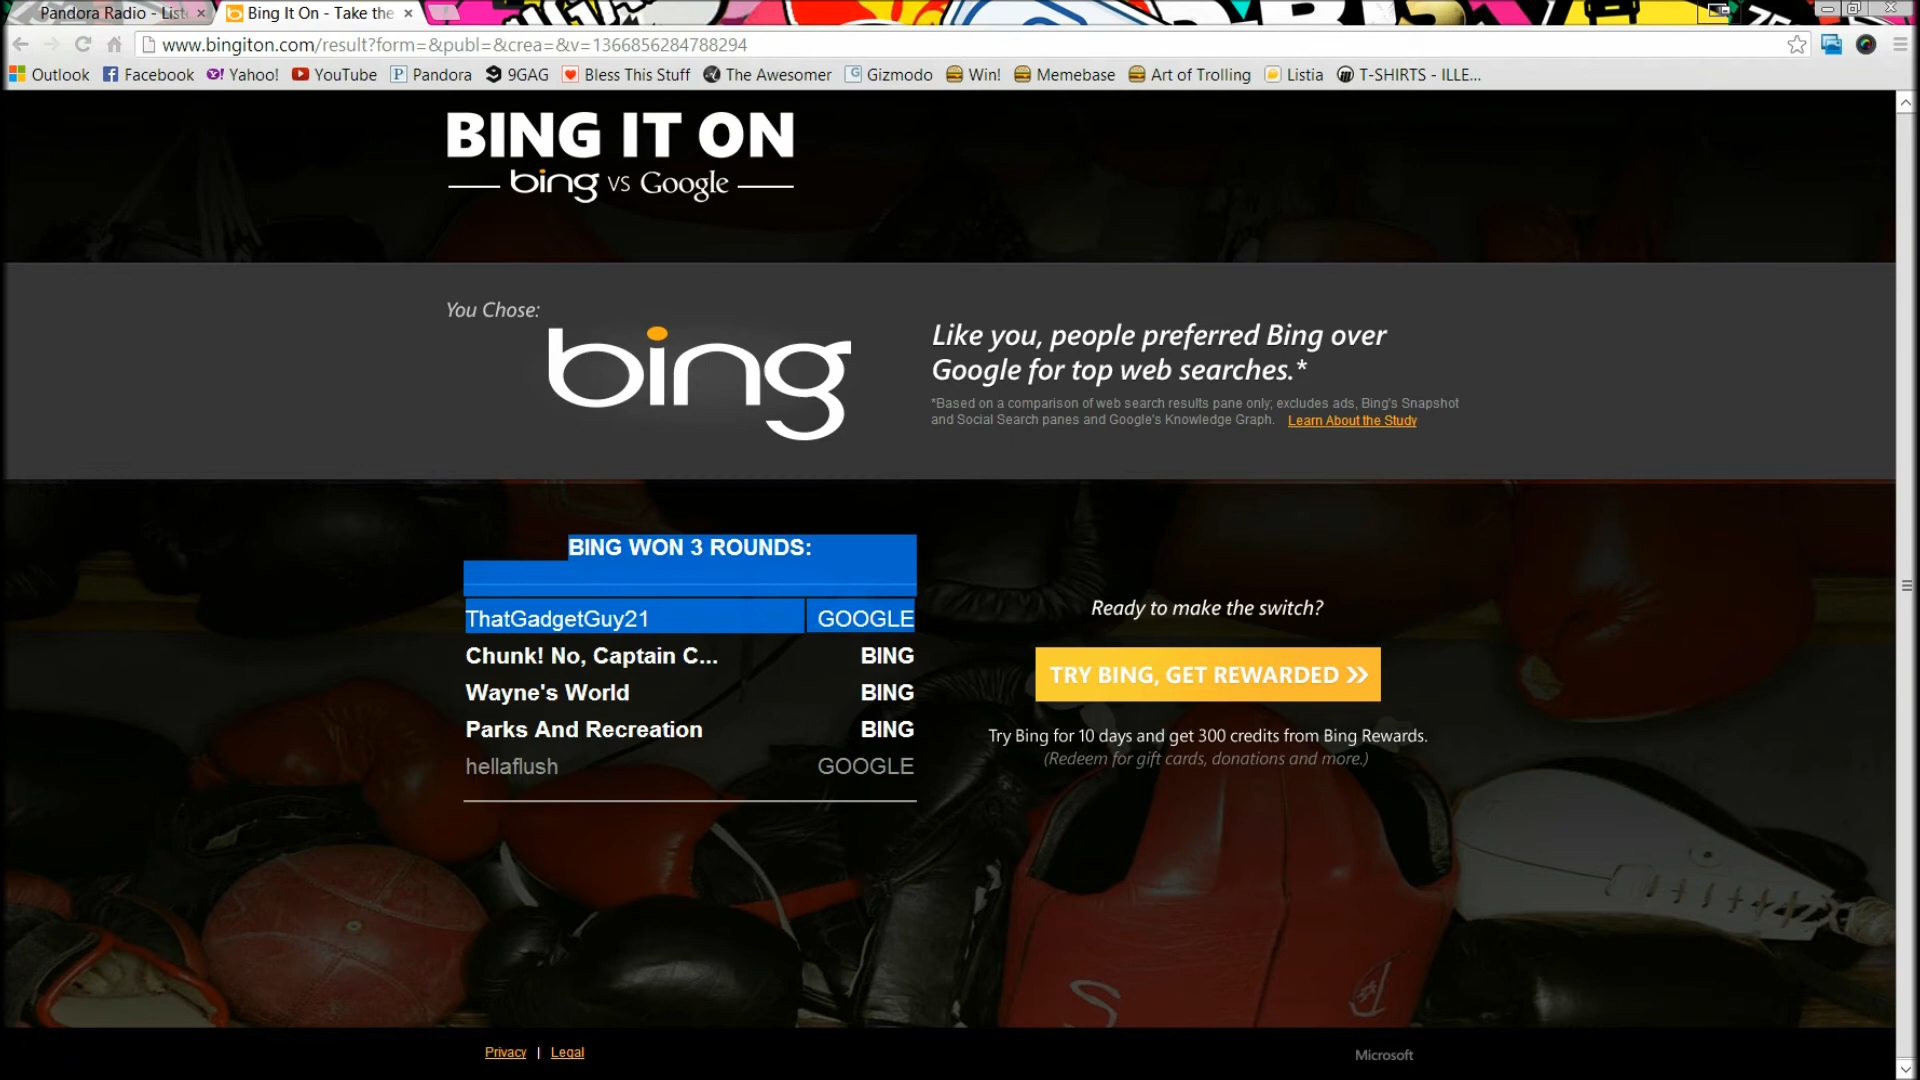 Pandora Radio - List
Bing It On - Take the
www.bingiton.com/result?form=&publ=&crea=&v=1366856284788294
Outlook Facebook Yahoo! YouTube Pandora 9GAG Bless This Stuff The Awesomer Gizmodo Win! Memebase Art of Trolling Listia T-SHIRTS - ILLE...
BING IT ON
bing VS Google
You Chose:
bing
Like you, people preferred Bing over
Google for top web searches.*
*Based on a comparison of web search results pane only; excludes ads, Bing's Snapshot
and Social Search panes and Google's Knowledge Graph. Learn About the Study
BING WON 3 ROUNDS:
ThatGadgetGuy21 GOOGLE
Chunk! No, Captain C... BING
Wayne's World BING
Parks And Recreation BING
hellaflush GOOGLE
Ready to make the switch?
TRY BING, GET REWARDED »
Try Bing for 10 days and get 300 credits from Bing Rewards.
(Redeem for gift cards, donations and more.)
Privacy | Legal
Microsoft